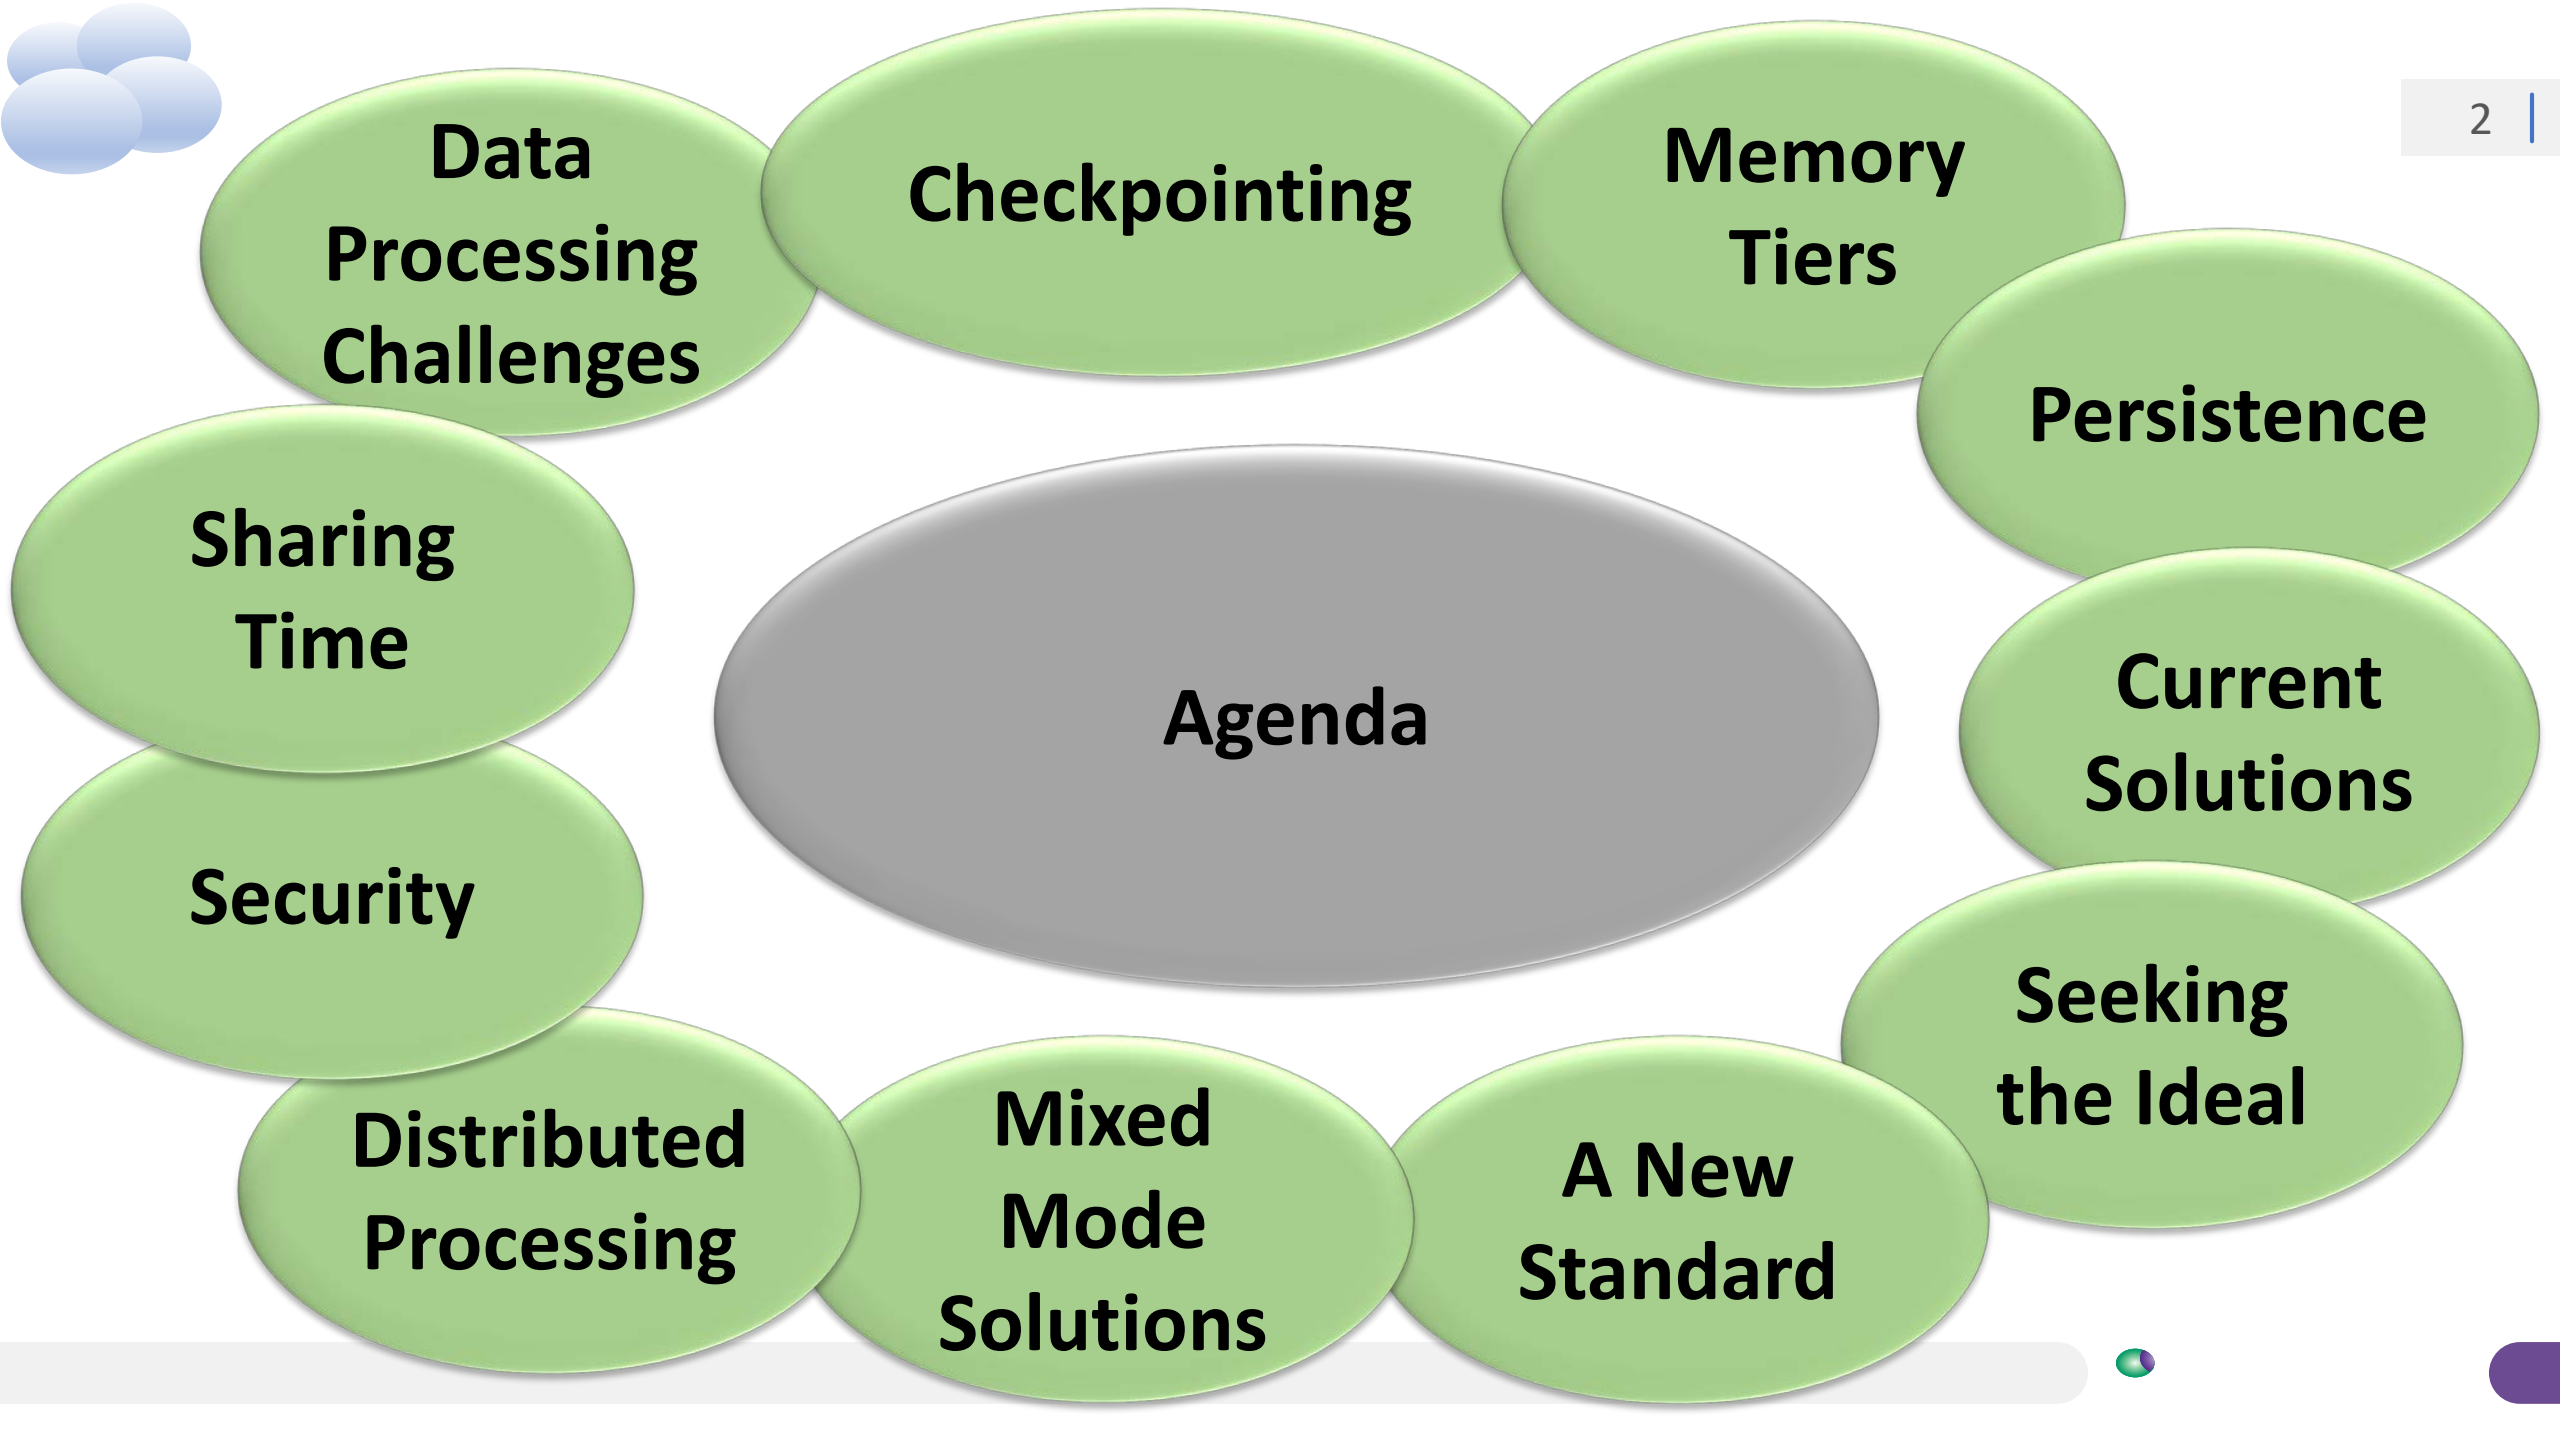 Data
Processing
Challenges
Checkpointing
Memory
Tiers
2
Persistence
Current
Solutions
Seeking
the Ideal
A New
Standard
Mixed
Mode
Solutions
Distributed
Processing
Security
Sharing
Time
Agenda